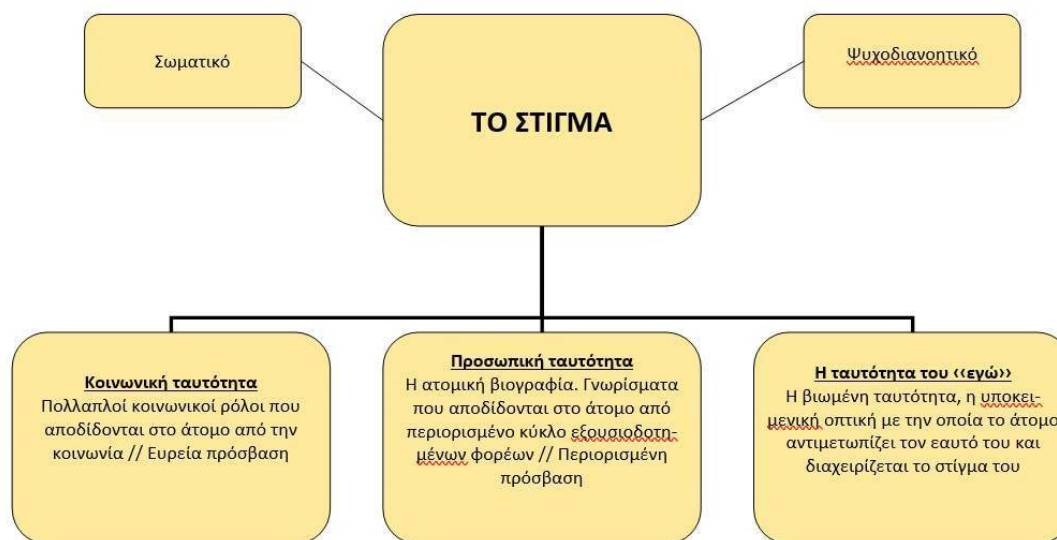 Σωματικό
ΤΟ ΣΤΙΓΜΑ
Ψυχοδιανοητικό
Κοινωνική ταυτότητα
Πολλαπλοί κοινωνικοί ρόλοι που
αποδίδονται στο άτομο από την
κοινωνία // Ευρεία πρόσβαση
Προσωπική ταυτότητα
Η ατομική βιογραφία. Γνωρίσματα
που αποδίδονται στο άτομο από
περιορισμένο κύκλο εξουσιοδοτη-
μένων φορέων // Περιορισμένη
πρόσβαση
Η ταυτότητα του ‹‹εγώ››
Η βιωμένη ταυτότητα, η υποκει-
μενική οπτική με την οποία το άτομο
αντιμετωπίζει τον εαυτό του και
διαχειρίζεται το στίγμα του